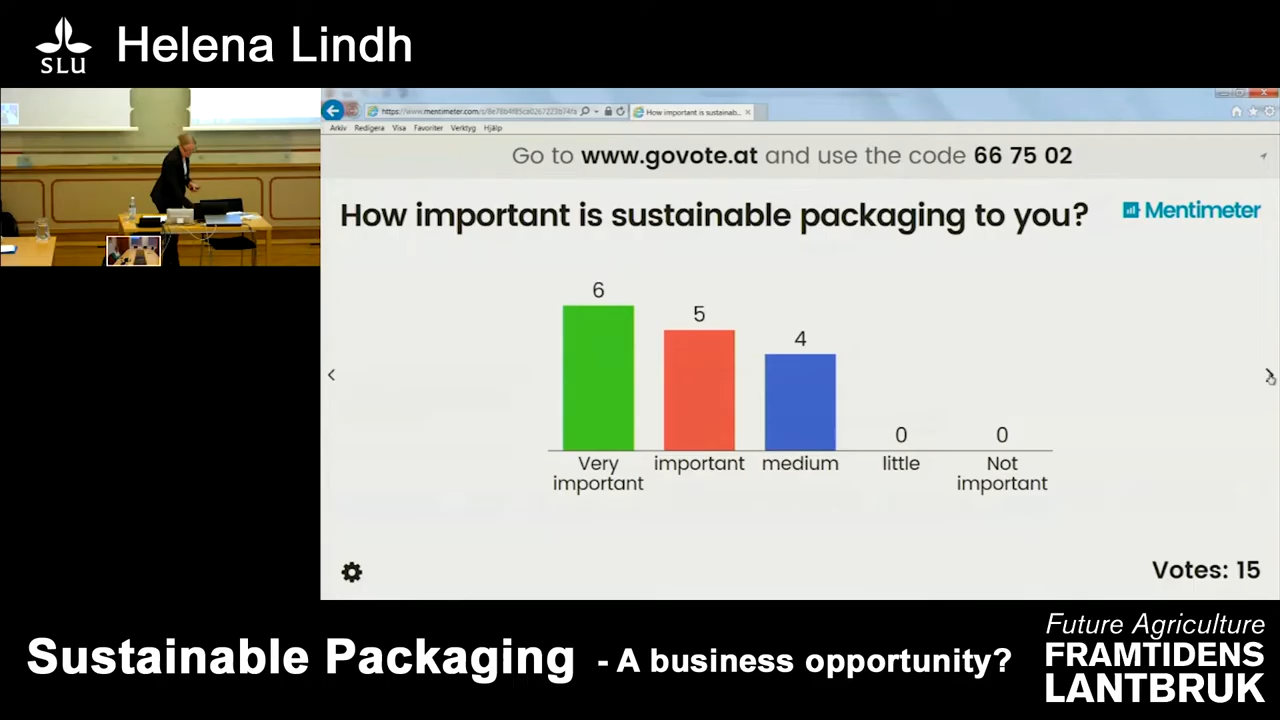 SLU
Helena Lindh
How important is sustainab...
Arkiv Redigera Visa Favoriter Verktyg Hjälp
Go to www.govote.at and use the code 66 75 02
How important is sustainable packaging to you?
Mentimeter
6
5
4
0
0
Very important
important
medium
little
Not important
Votes: 15
Sustainable Packaging - A business opportunity?
Future Agriculture
FRAMTIDENS
LANTBRUK